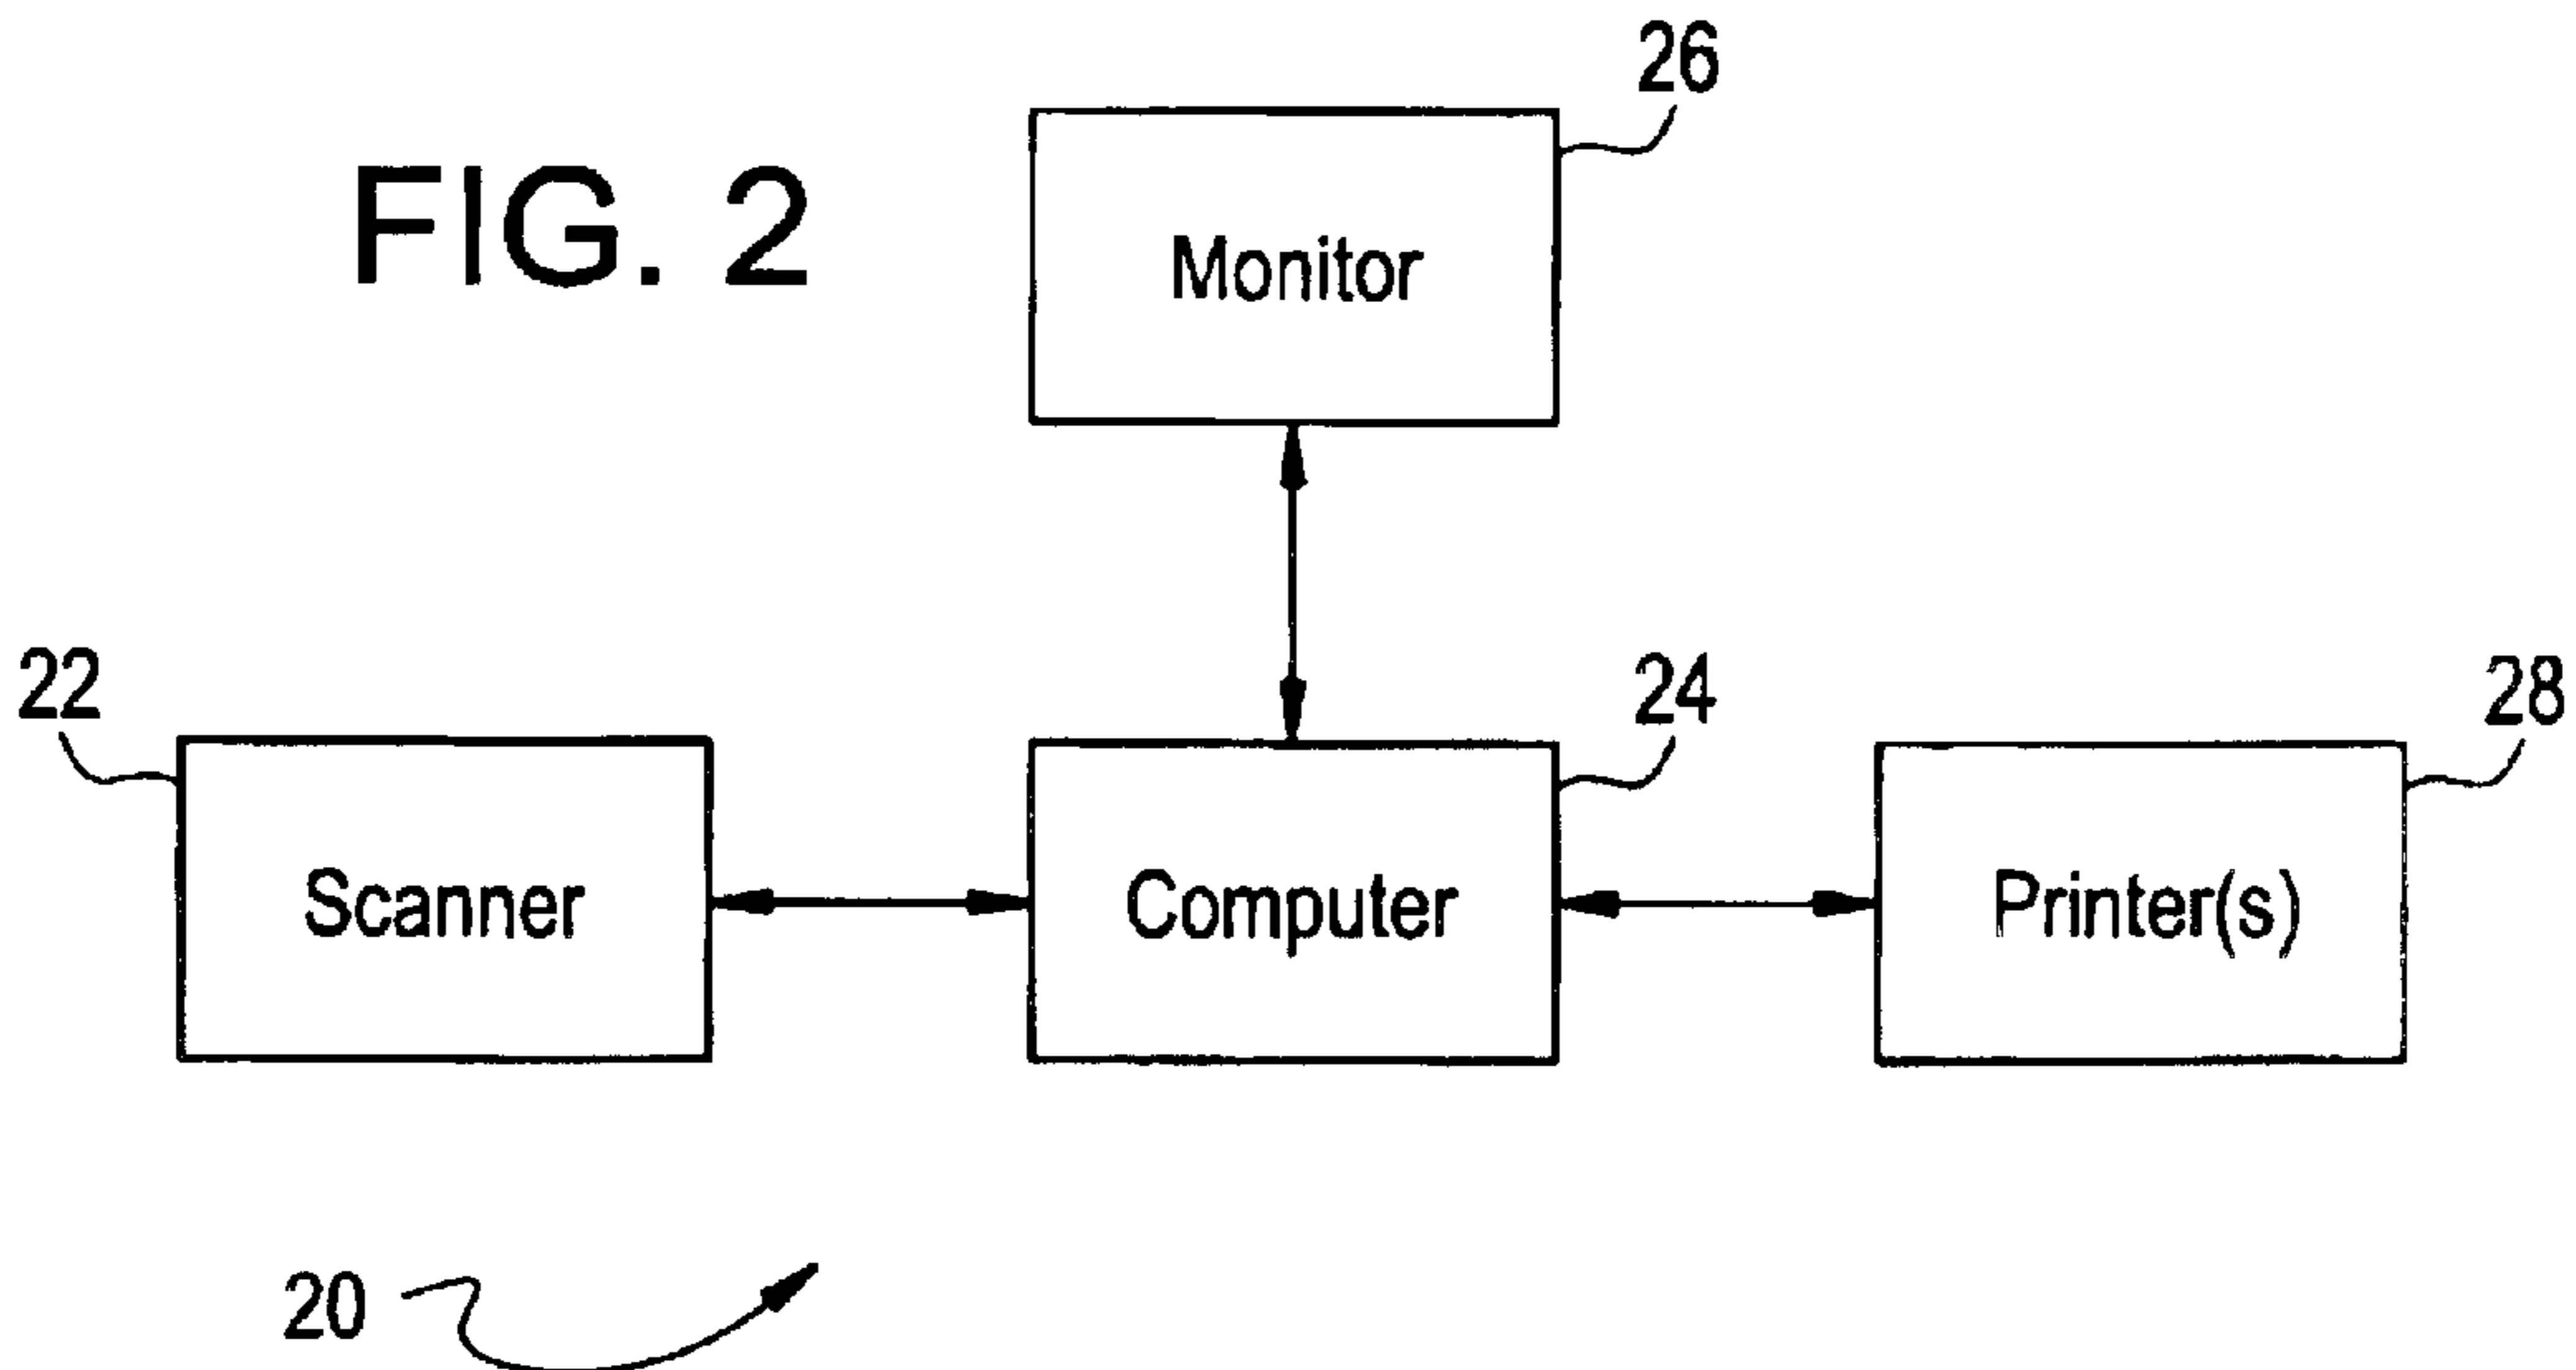 26
FIG. 2
Monitor
22
24
28
Scanner
Computer
Printer(s)
20